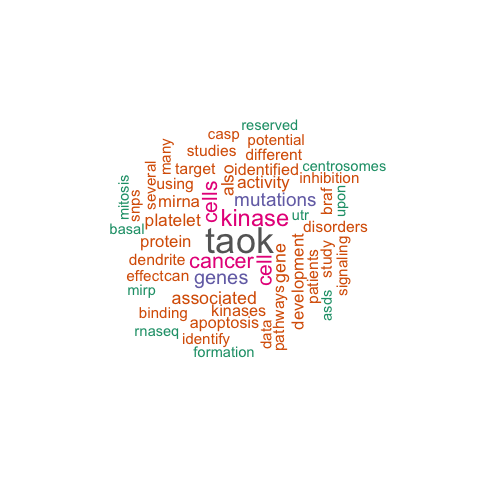 reserved
casp
potential
many
studies
different
centrosomes
target
also
identified
inhibition
mitosis
snps
several
using
activity
mirna
cells
mutations
braf
upon
platelet
kinase
utr
basal
disorders
protein
taok
dendrite
cancer
cell
gene
development
patients
study
signaling
effect
can
genes
mirp
associated
pathways
asds
binding
kinases
rnaseq
apoptosis
data
identify
formation